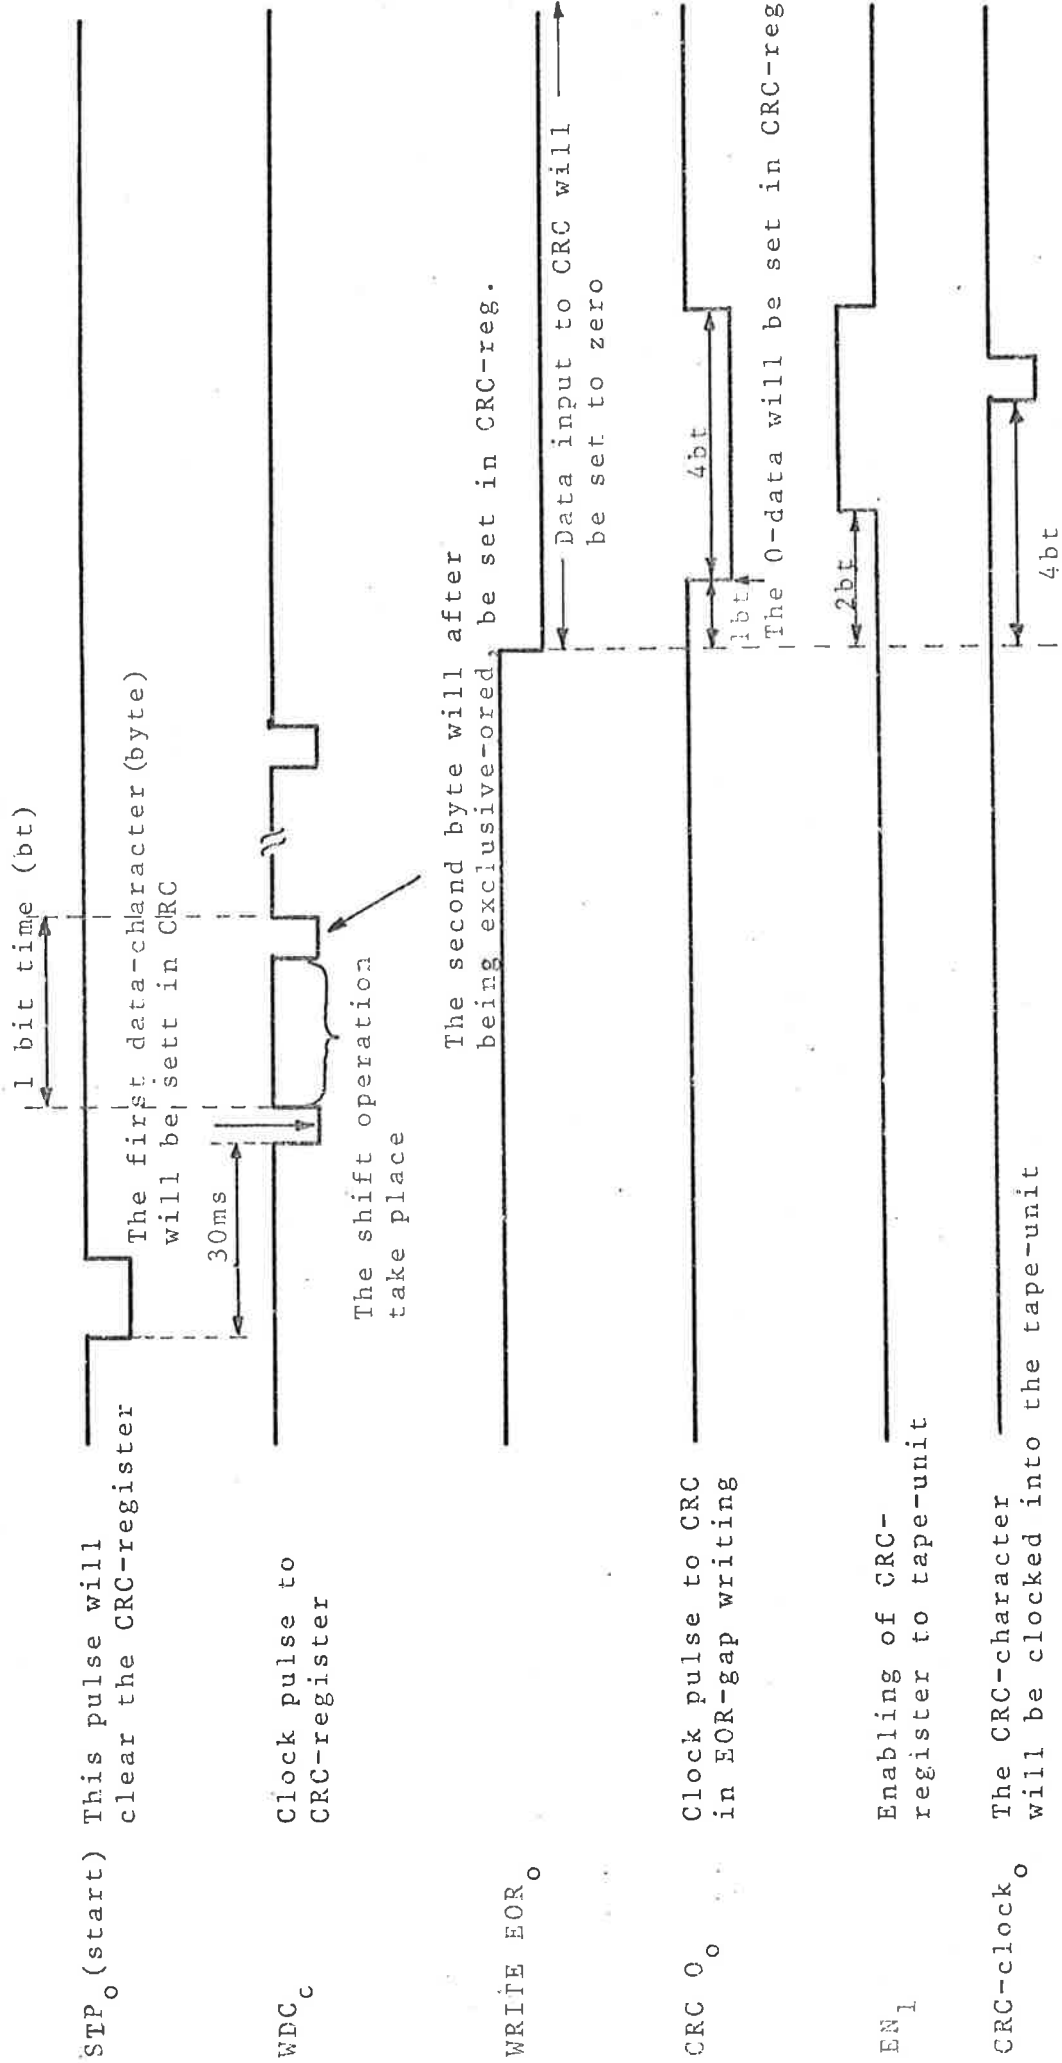 1 bit time (bt)
STPo(start) This pulse will
clear the CRC-register
The first data-character(byte)
will be sett in CRC
30ms
WDCc
Clock pulse to
CRC-register
The shift operation
take place
The second byte will after
being exclusive-ored, be set in CRC-reg.
WRITE EORo
Data input to CRC will
be set to zero
CRC Oo
Clock pulse to CRC
in EOR-gap writing
1bt
4bt
The 0-data will be set in CRC-reg
EN1
Enabling of CRC-
register to tape-unit
2bt
CRC-clocko
The CRC-character
will be clocked into the tape-unit
4bt